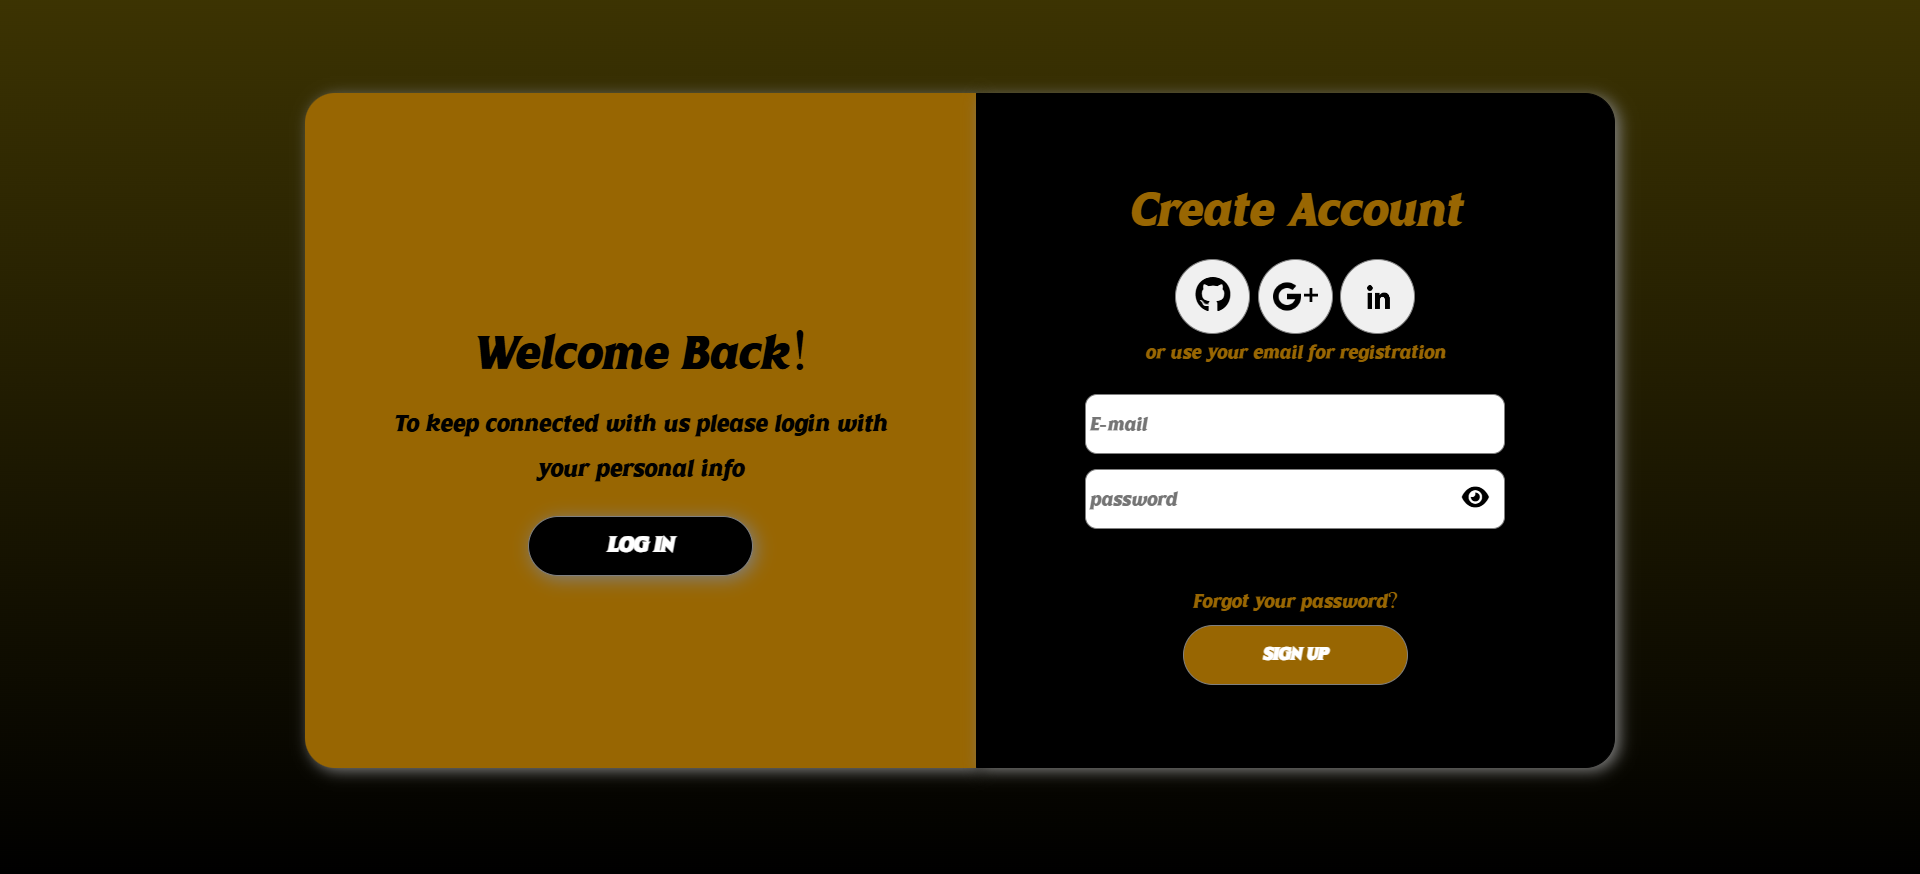 Welcome Back!
To keep connected with us please login with
your personal info
LOG IN
Create Account
G+
in
or use your email for registration
E-mail
password
Forgot your password?
SIGN UP